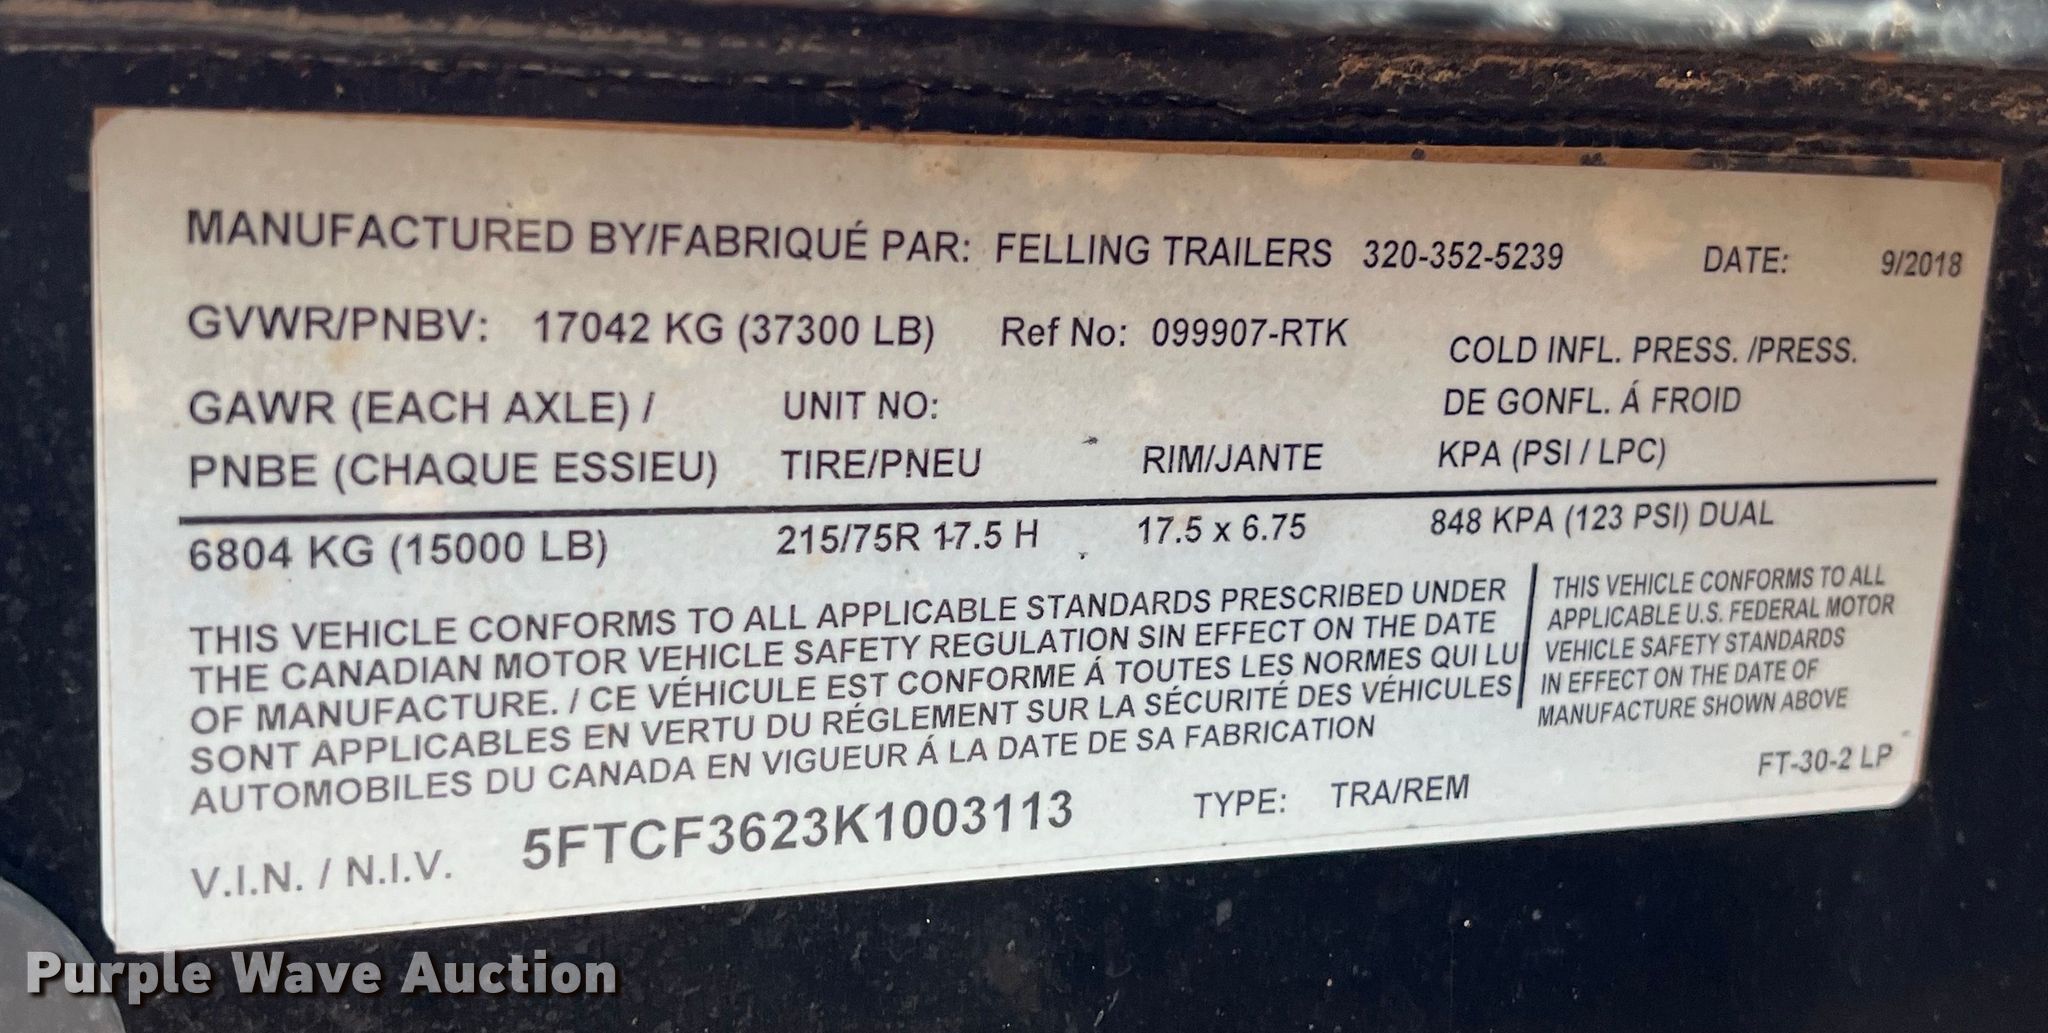 MANUFACTURED BY/FABRIQUÉ PAR: FELLING TRAILERS 320-352-5239 DATE: 9/2018
GVWR/PNBV: 17042 KG (37300 LB) Ref No: 099907-RTK
COLD INFL. PRESS. /PRESS.
GAWR (EACH AXLE) / UNIT NO: DE GONFL. Á FROID
PNBE (CHAQUE ESSIEU) TIRE/PNEU RIM/JANTE KPA (PSI / LPC)
6804 KG (15000 LB) 215/75R 17.5 H 17.5 x 6.75 848 KPA (123 PSI) DUAL
THIS VEHICLE CONFORMS TO ALL APPLICABLE STANDARDS PRESCRIBED UNDER
THE CANADIAN MOTOR VEHICLE SAFETY REGULATION SIN EFFECT ON THE DATE
OF MANUFACTURE. / CE VÉHICULE EST CONFORME Á TOUTES LES NORMES QUI LU
SONT APPLICABLES EN VERTU DU RÉGLEMENT SUR LA SÉCURITÉ DES VÉHICULES
AUTOMOBILES DU CANADA EN VIGUEUR Á LA DATE DE SA FABRICATION
THIS VEHICLE CONFORMS TO ALL
APPLICABLE U.S. FEDERAL MOTOR
VEHICLE SAFETY STANDARDS
IN EFFECT ON THE DATE OF
MANUFACTURE SHOWN ABOVE
V.I.N. / N.I.V. 5FTCF3623K1003113 TYPE: TRA/REM FT-30-2 LP
Purple Wave Auction